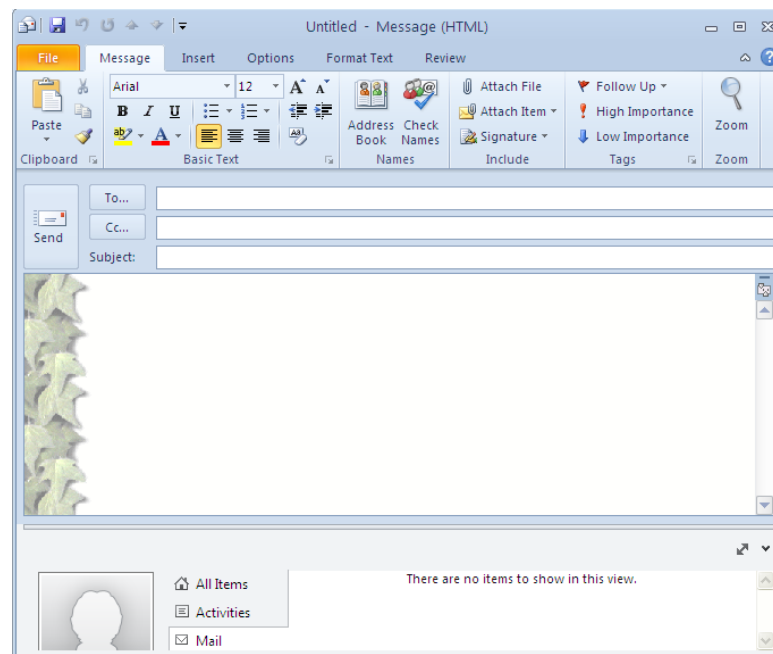 Untitled - Message (HTML)
File Message Insert Options Format Text Review
Arial 12 A A
Paste B I U Address Book Check Names
ab A
Attach File
Attach Item
Signature
Follow Up
High Importance
Low Importance
Zoom
Clipboard Basic Text Names Include Tags Zoom
To...
Send
Cc...
Subject:
All Items
There are no items to show in this view.
Activities
Mail